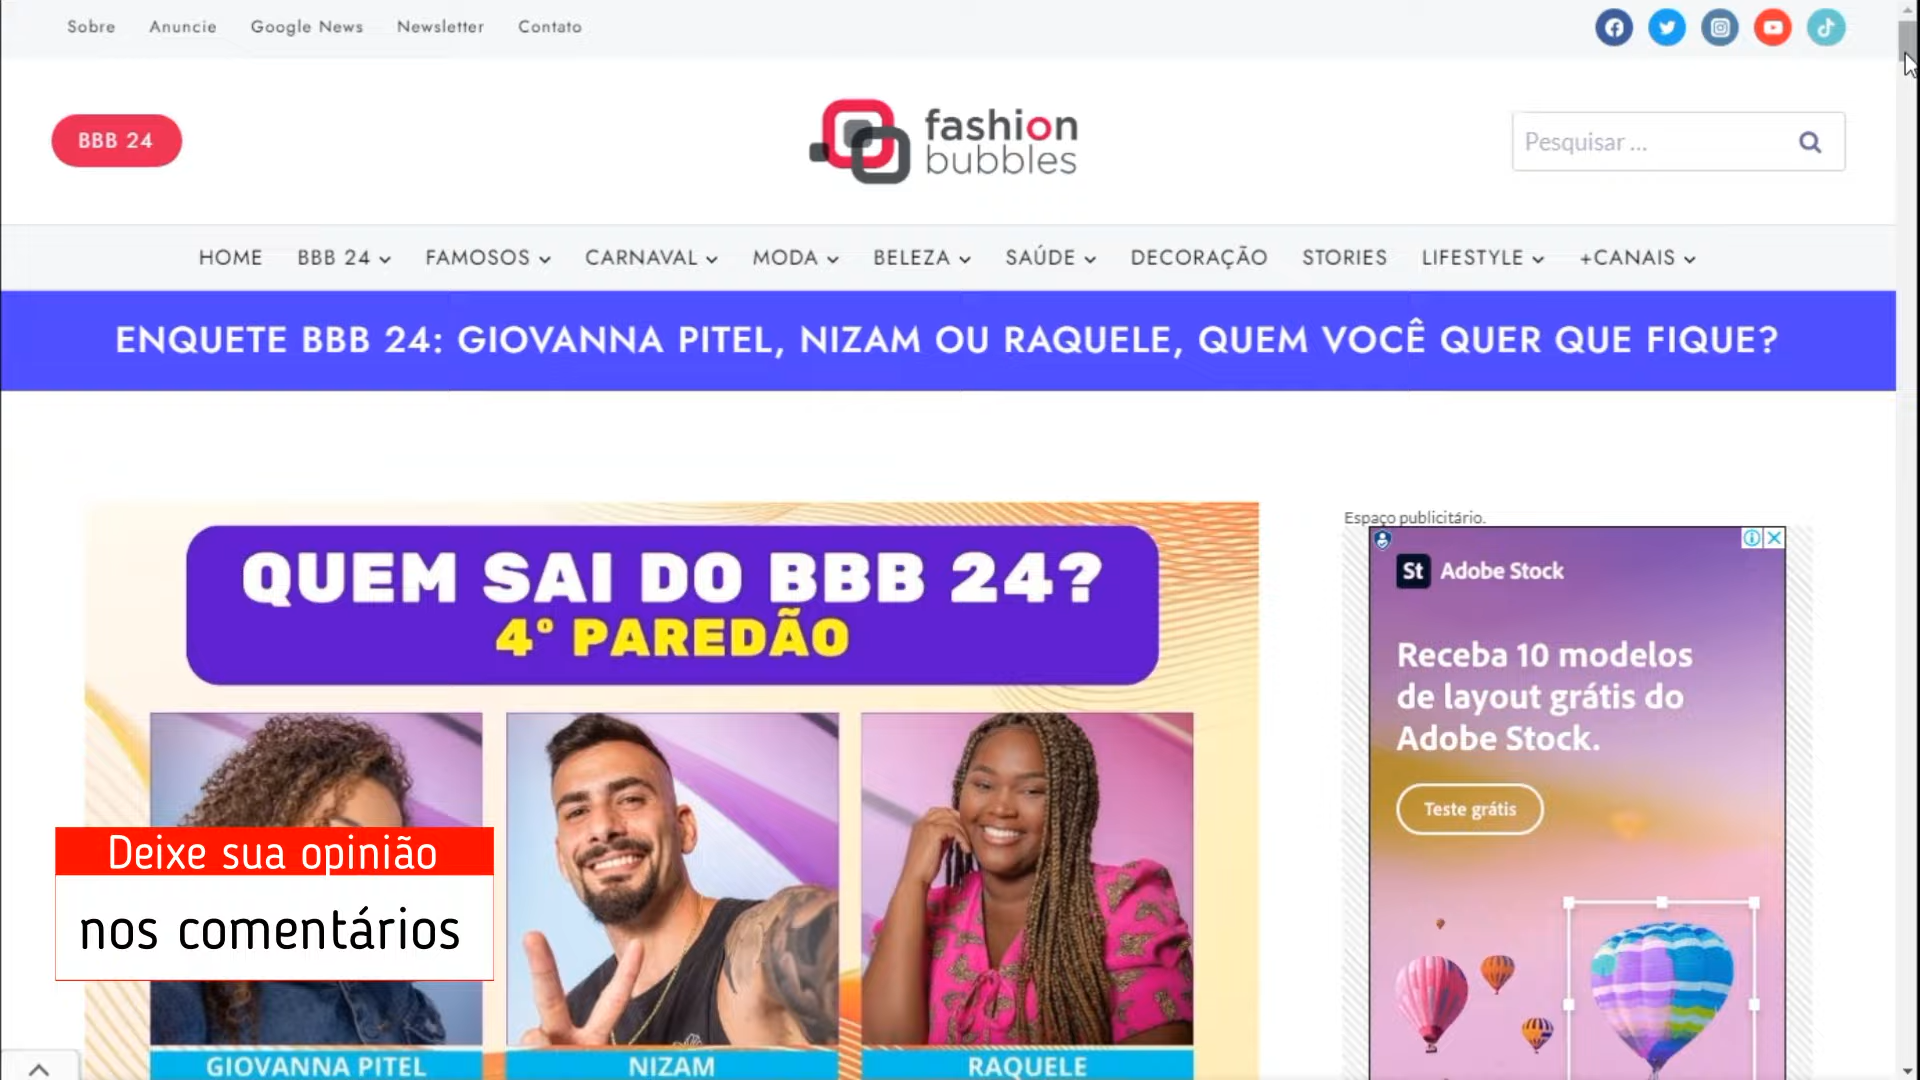 Sobre Anuncie Google News Newsletter Contato
BBB 24
fashion
bubbles
Pesquisar ...
HOME BBB 24 FAMOSOS CARNAVAL MODA BELEZA SAÚDE DECORAÇÃO STORIES LIFESTYLE +CANAIS
ENQUETE BBB 24: GIOVANNA PITEL, NIZAM OU RAQUELE, QUEM VOCÊ QUER QUE FIQUE?
QUEM SAI DO BBB 24?
4º PAREDÃO
GIOVANNA PITEL NIZAM RAQUELE
Deixe sua opinião
nos comentários
Espaço publicitário.
St Adobe Stock
Receba 10 modelos
de layout grátis do
Adobe Stock.
Teste grátis